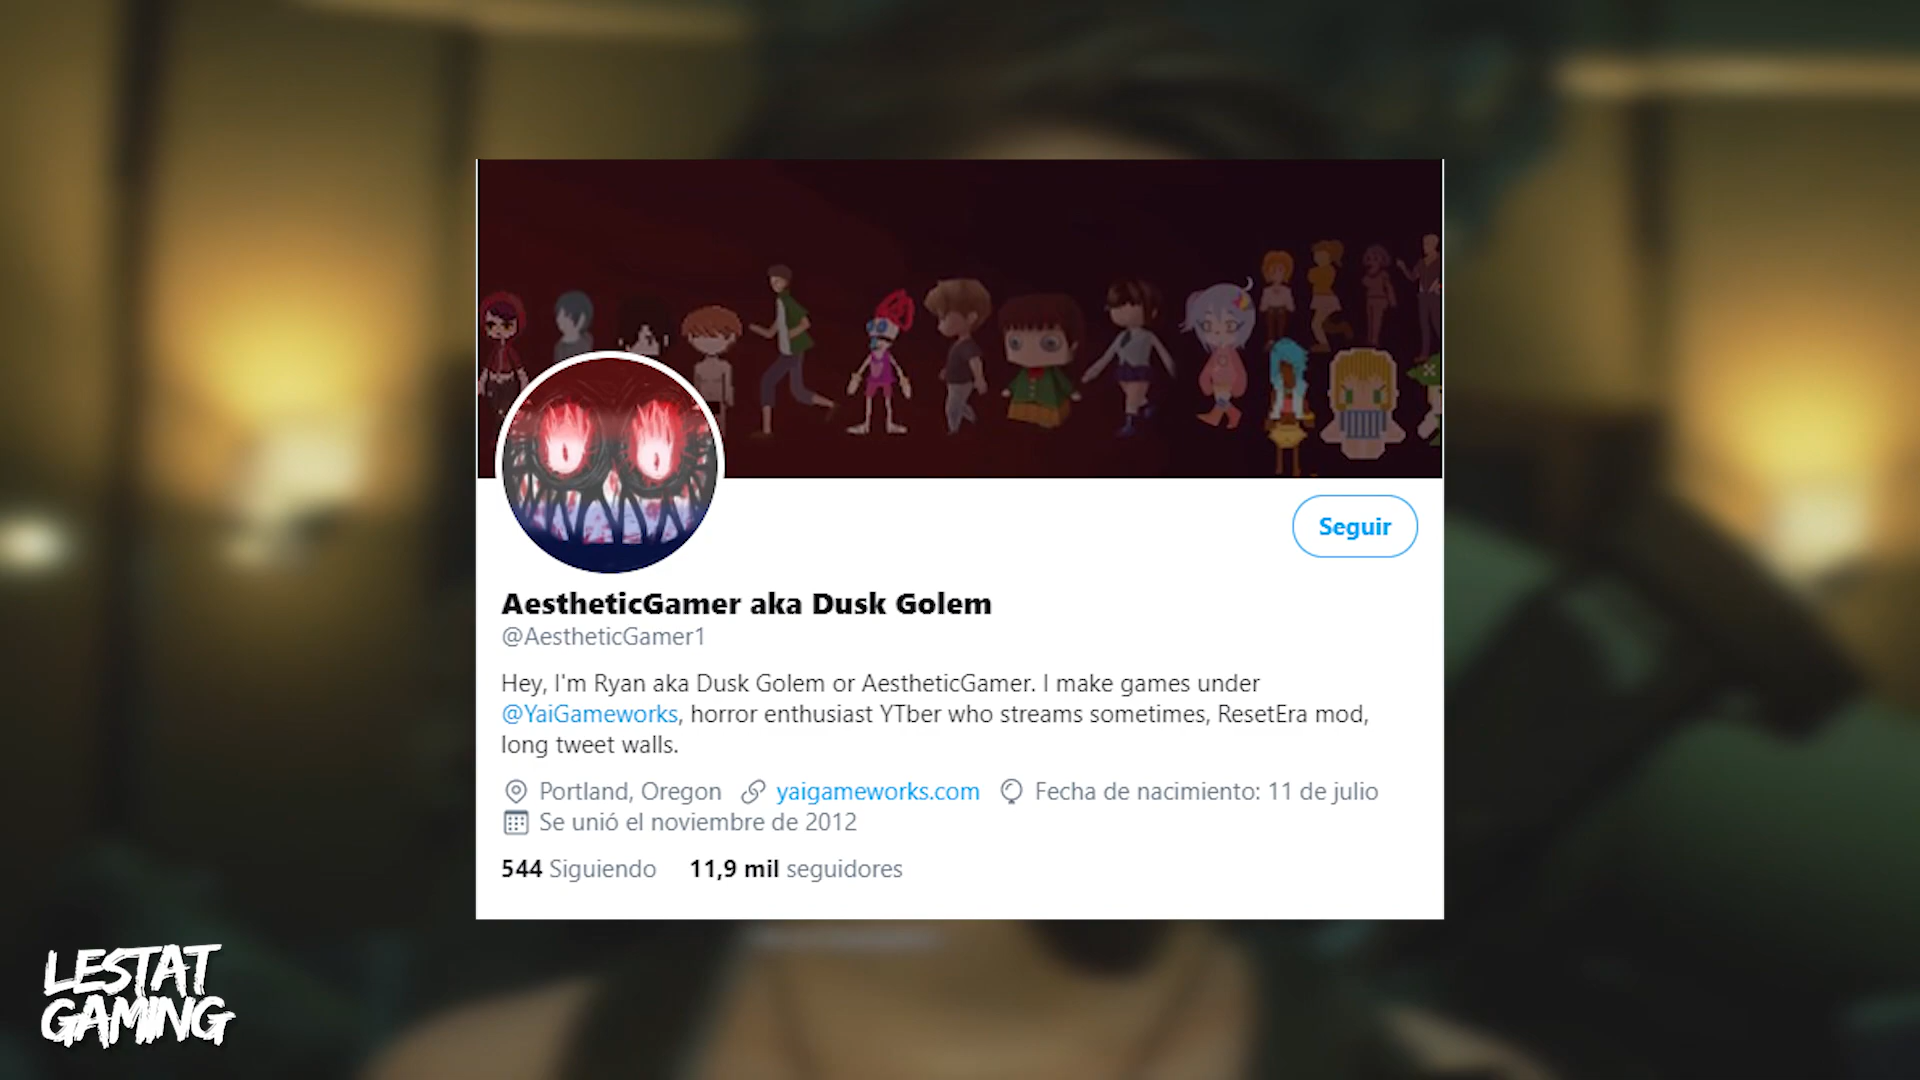 Seguir
AestheticGamer aka Dusk Golem
@AestheticGamer1
Hey, I'm Ryan aka Dusk Golem or AestheticGamer. I make games under
@YaiGameworks, horror enthusiast YTber who streams sometimes, ResetEra mod,
long tweet walls.
Portland, Oregon yaigameworks.com Fecha de nacimiento: 11 de julio
Se unió el noviembre de 2012
544 Siguiendo 11,9 mil seguidores
LESTAT
GAMING